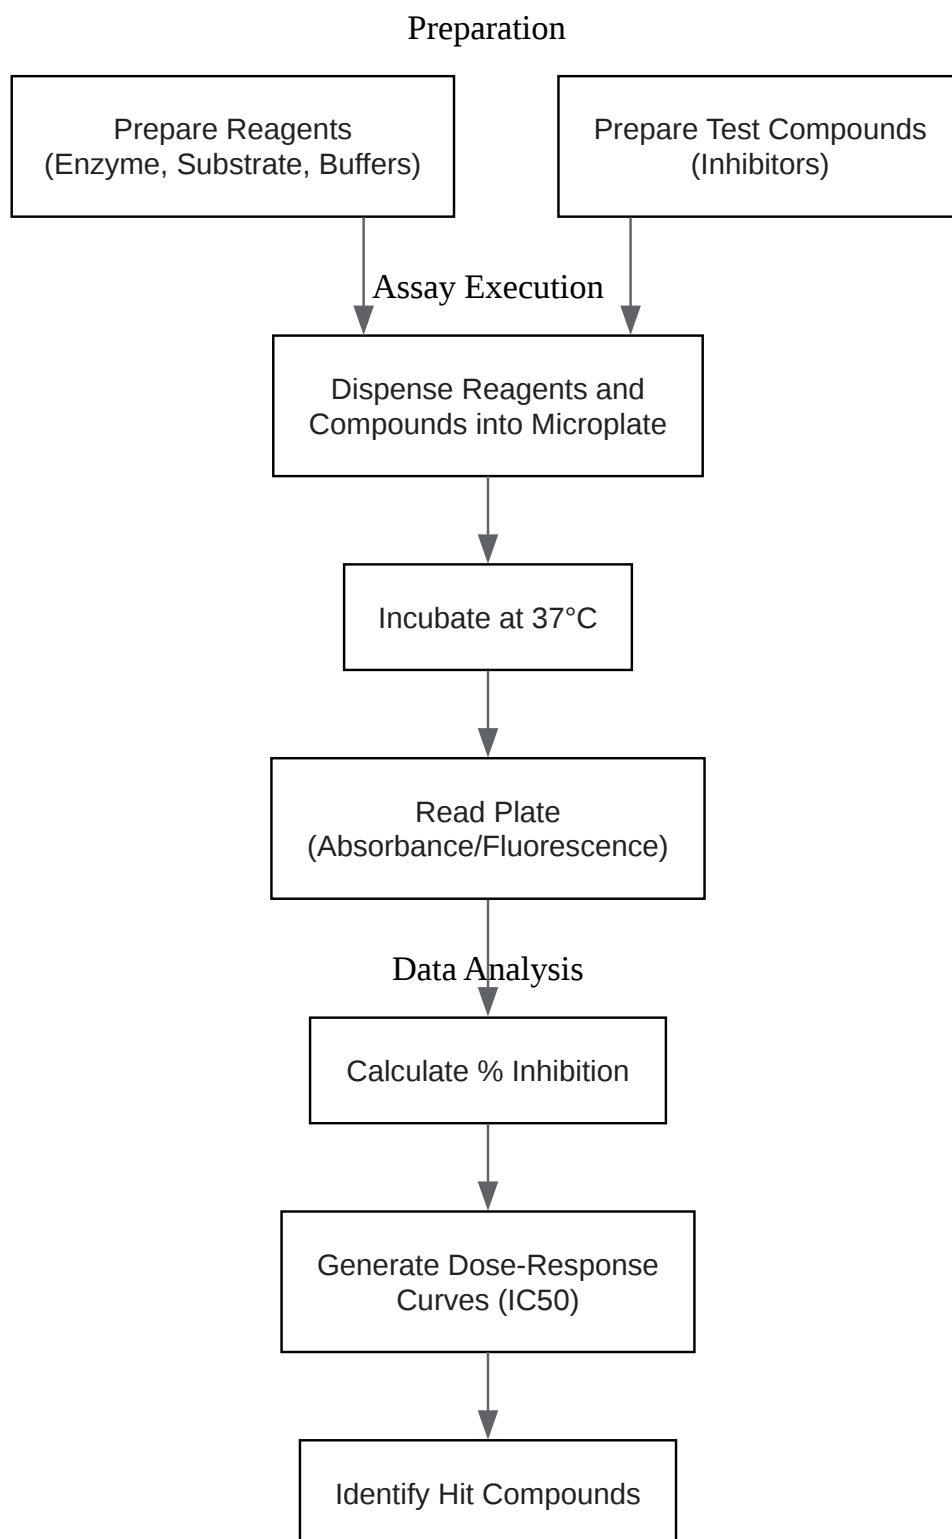 Preparation
Prepare Reagents
(Enzyme, Substrate, Buffers)
Prepare Test Compounds
(Inhibitors)
Assay Execution
Dispense Reagents and
Compounds into Microplate
Incubate at 37°C
Read Plate
(Absorbance/Fluorescence)
Data Analysis
Calculate % Inhibition
Generate Dose-Response
Curves (IC50)
Identify Hit Compounds